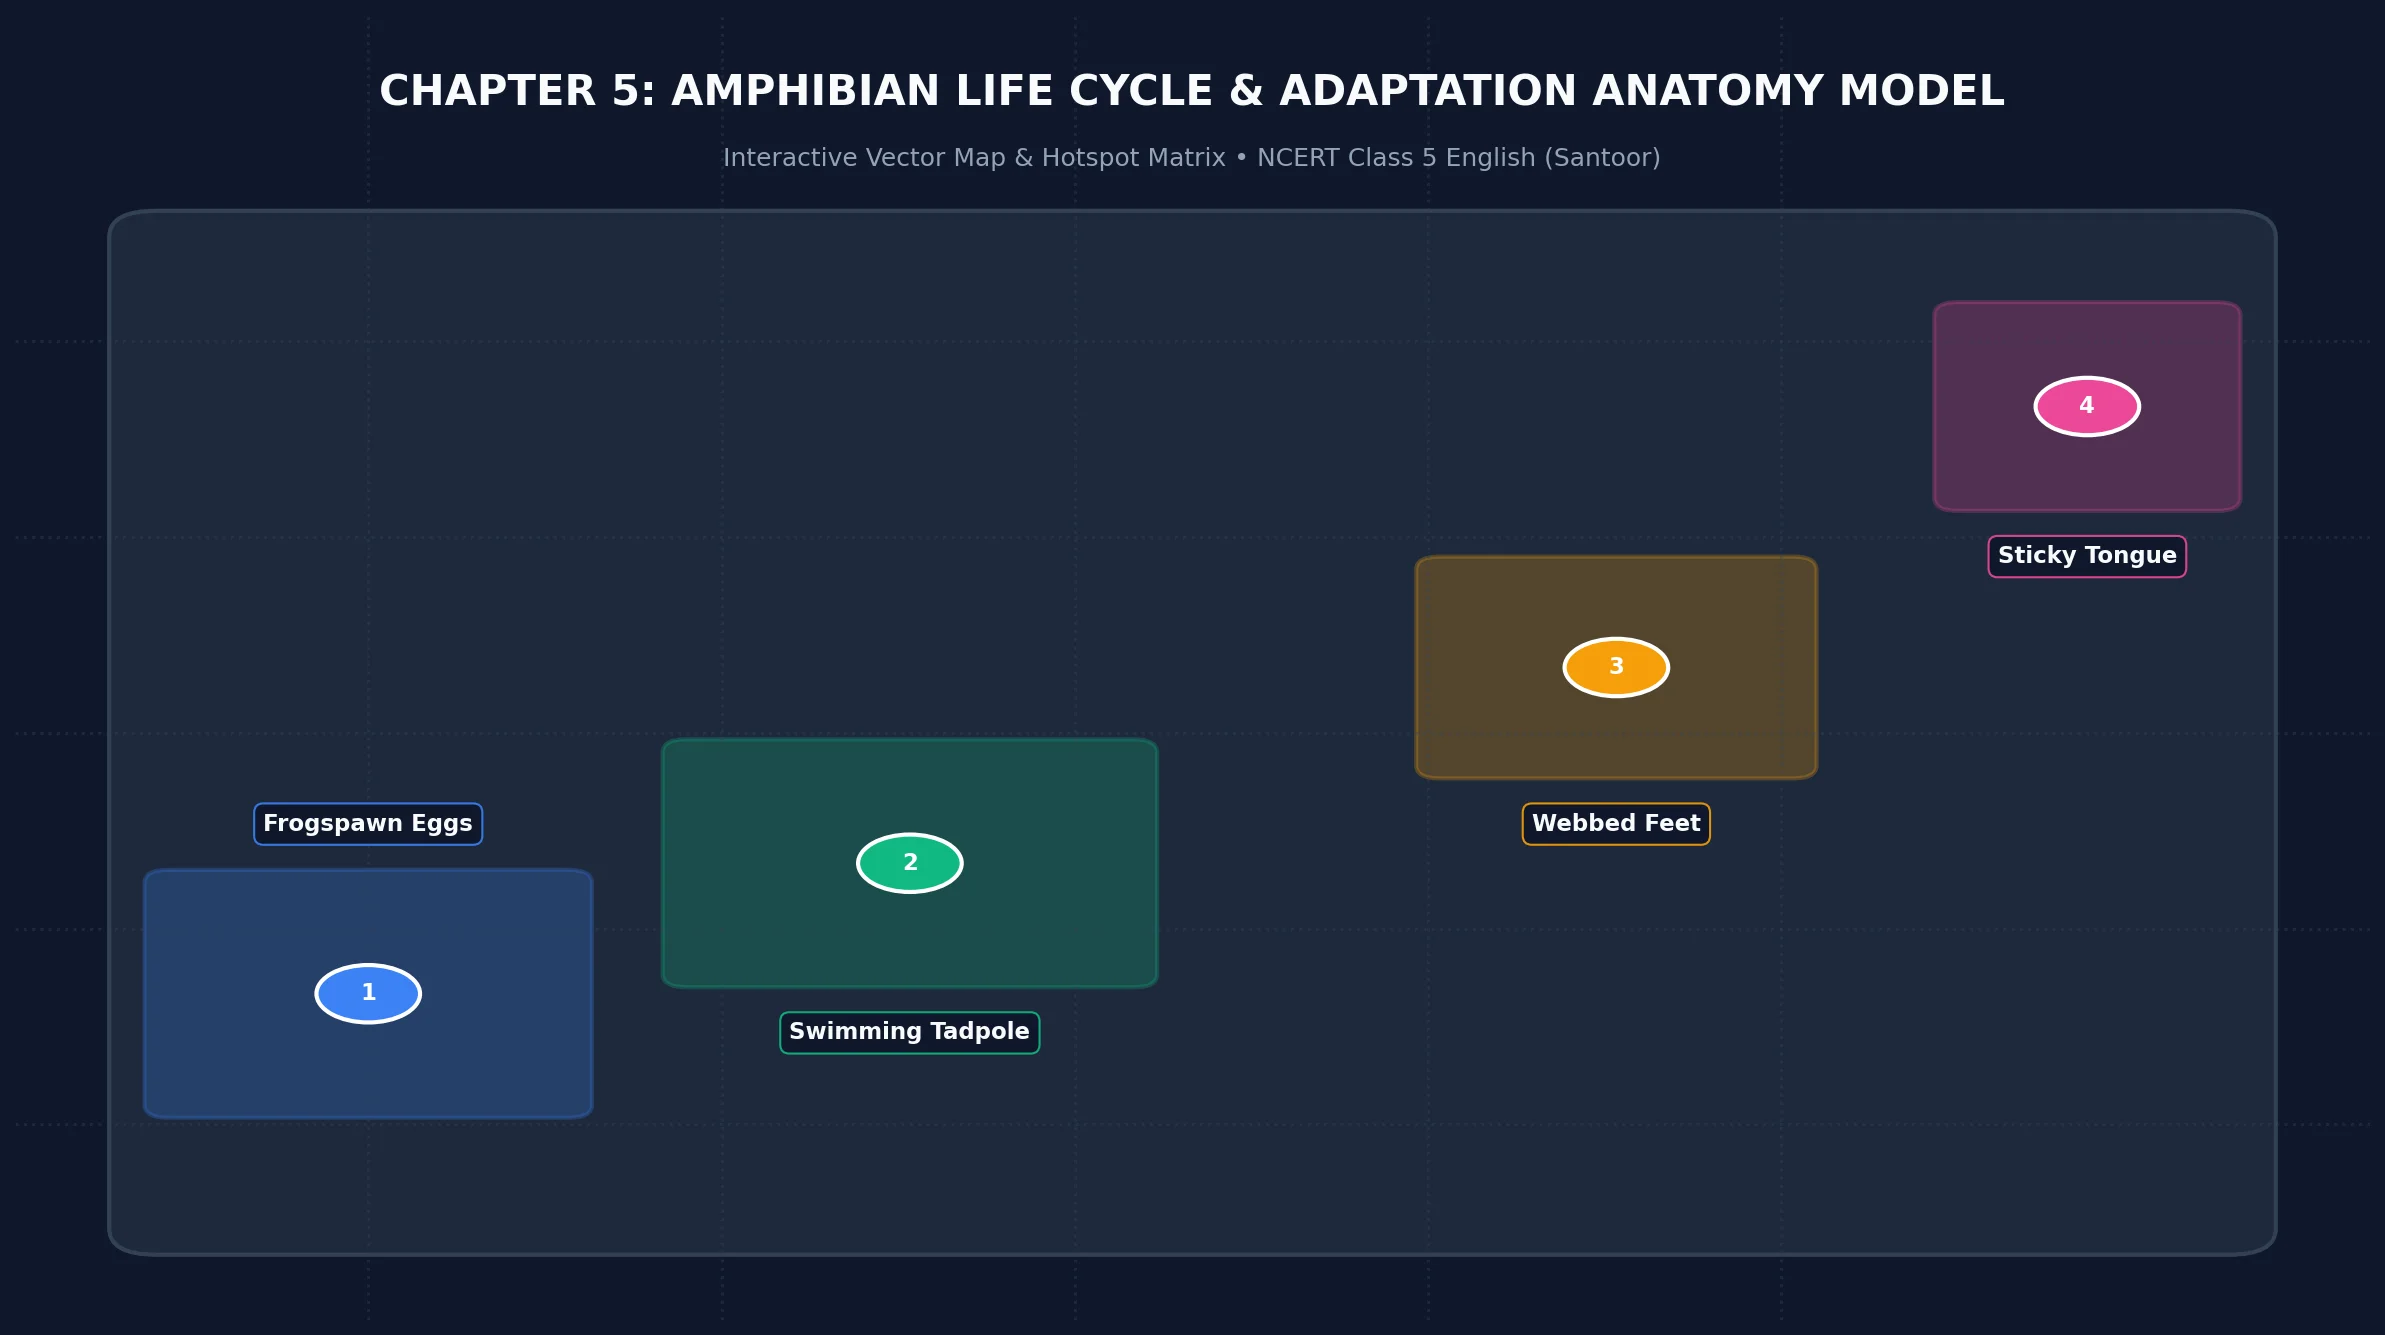 CHAPTER 5: AMPHIBIAN LIFE CYCLE & ADAPTATION ANATOMY MODEL
Interactive Vector Map & Hotspot Matrix • NCERT Class 5 English (Santoor)
4
Sticky Tongue
3
Webbed Feet
Frogspawn Eggs
2
1
Swimming Tadpole